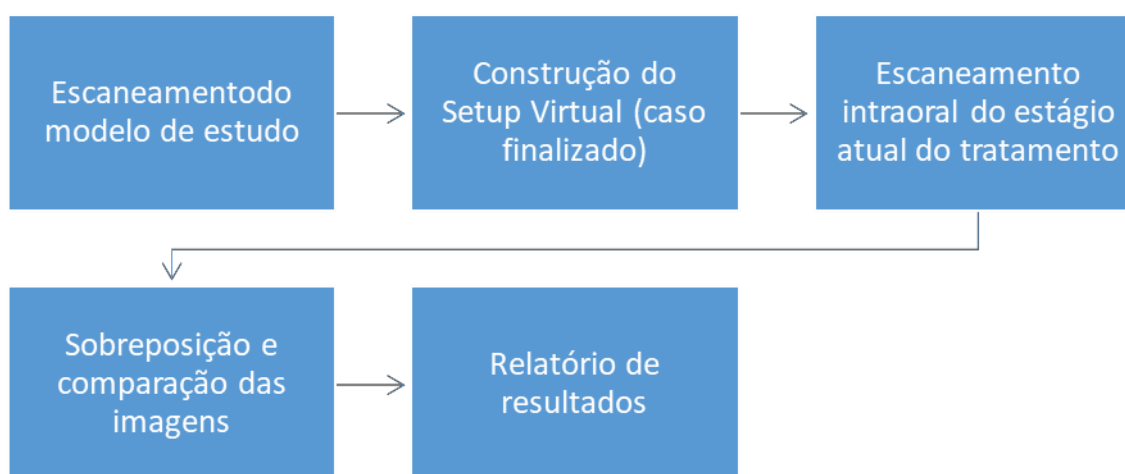 Escaneamentodo
modelo de estudo
Construção do
Setup Virtual (caso
finalizado)
Escaneamento
intraoral do estágio
atual do tratamento
Sobreposição e
comparação das
imagens
Relatório de
resultados